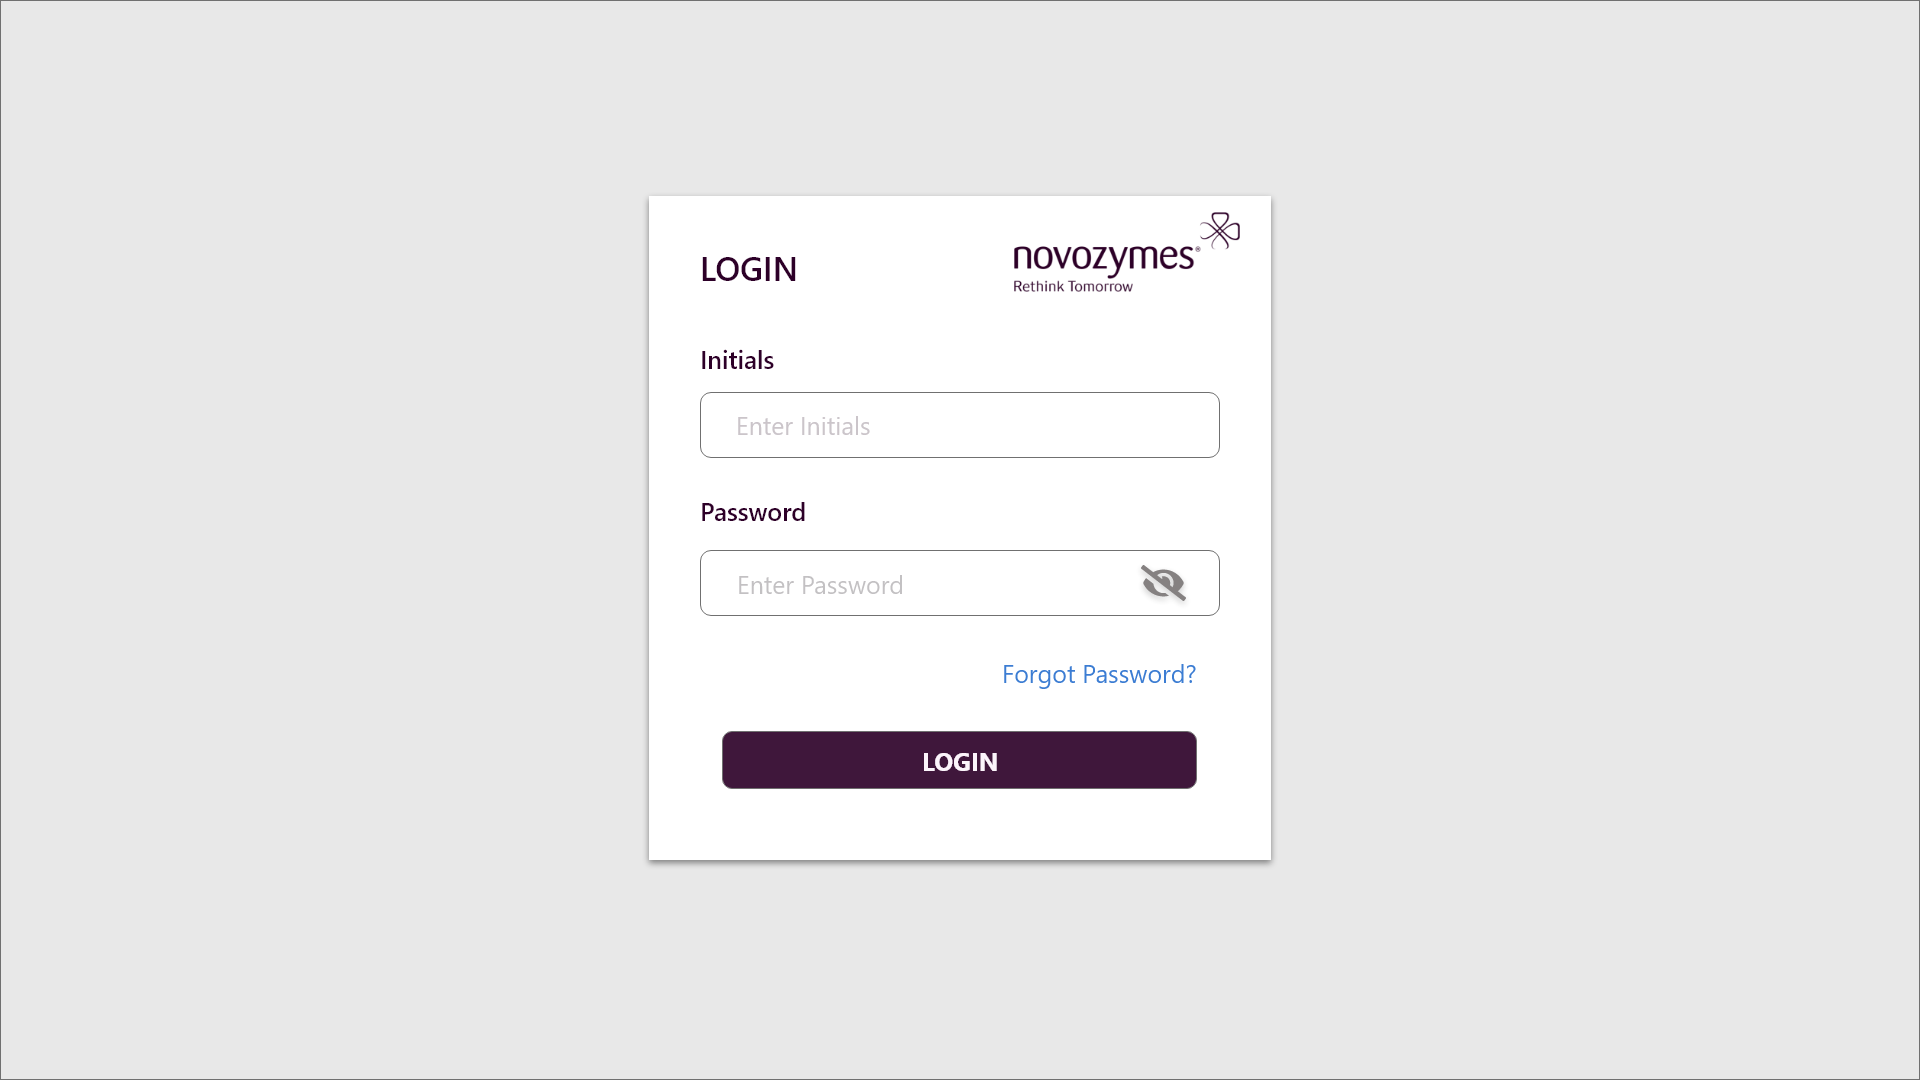 LOGIN
novozymes®
Rethink Tomorrow
Initials
Enter Initials
Password
Enter Password
Forgot Password?
LOGIN